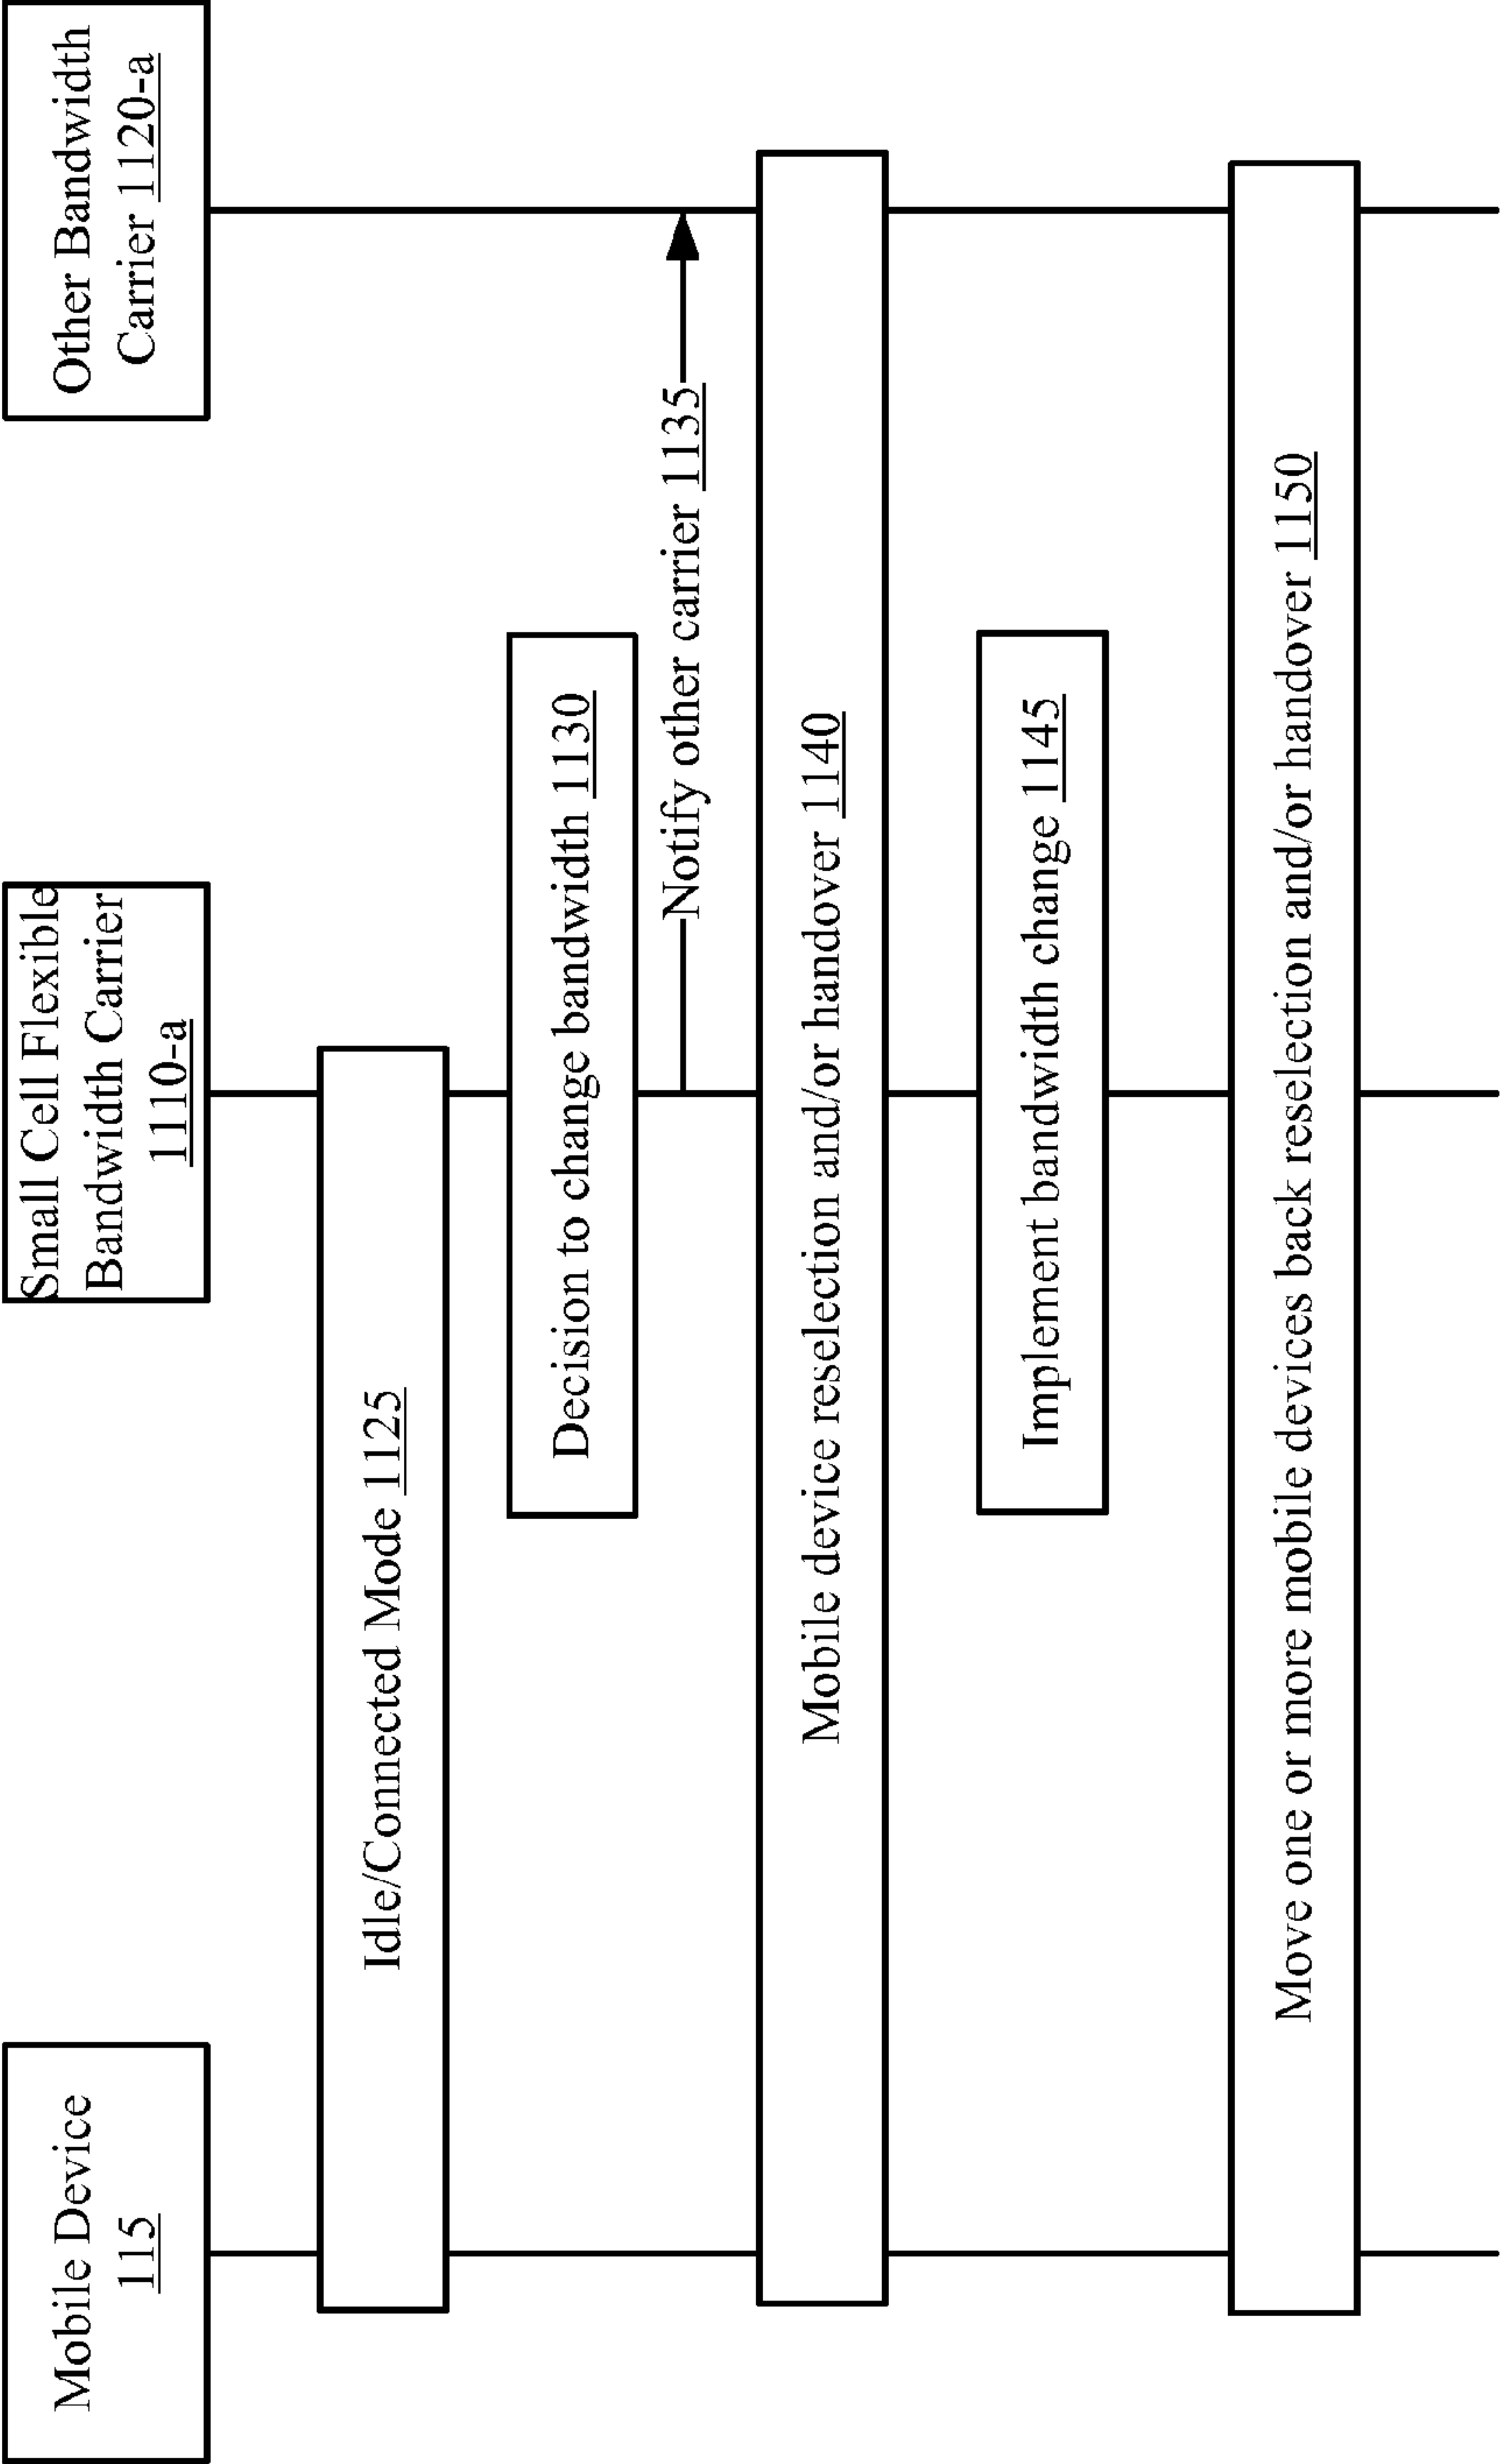 Mobile Device
115
Small Cell Flexible
Bandwidth Carrier
1110-a
Other Bandwidth
Carrier 1120-a
Idle/Connected Mode 1125
Decision to change bandwidth 1130
Notify other carrier 1135
Mobile device reselection and/or handover 1140
Implement bandwidth change 1145
Move one or more mobile devices back reselection and/or handover 1150